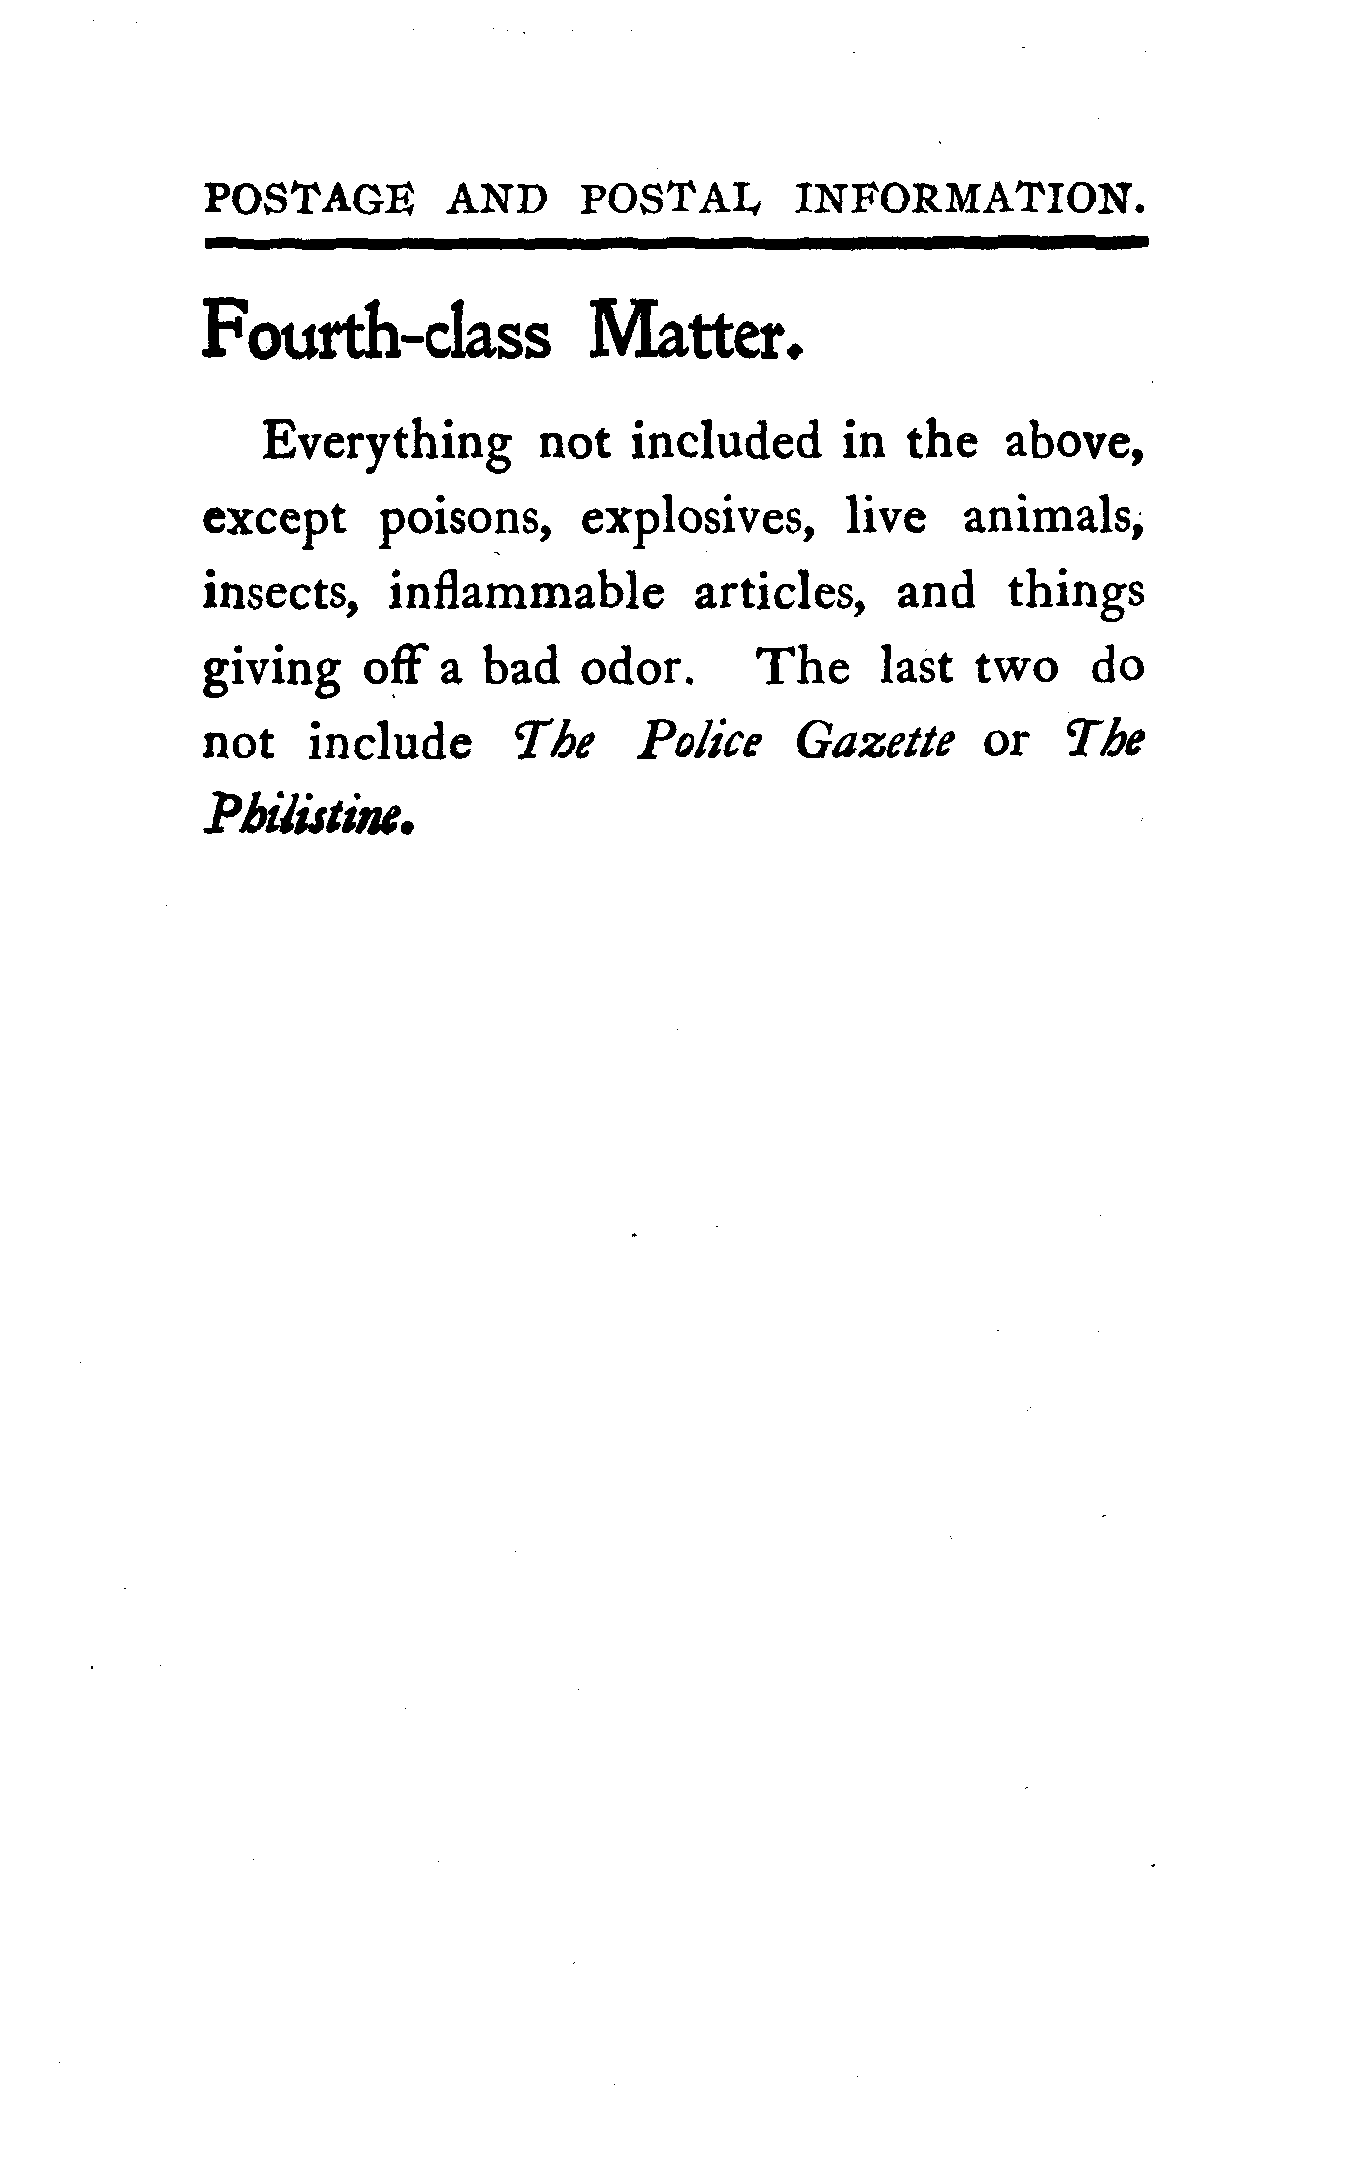 POSTAGE AND POSTAL INFORMATION.
Fourth-class Matter.
Everything not included in the above,
except poisons, explosives, live animals,
insects, inflammable articles, and things
giving off a bad odor. The last two do
not include The Police Gazette or The
Philistine.